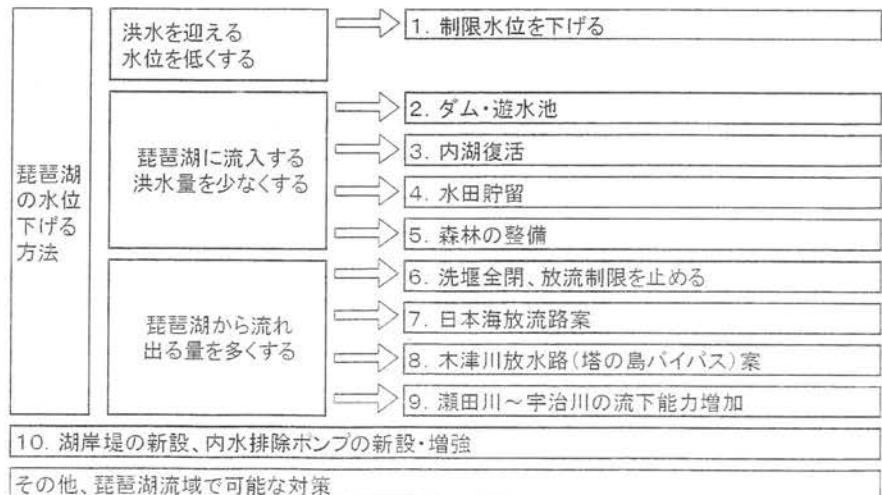 琵琶湖
の水位
下げる
方法
洪水を迎える
水位を低くする
1. 制限水位を下げる
琵琶湖に流入する
洪水量を少なくする
2. ダム・遊水池
3. 内湖復活
4. 水田貯留
5. 森林の整備
琵琶湖から流れ
出る量を多くする
6. 洗堰全閉、放流制限を止める
7. 日本海放流路案
8. 木津川放水路(塔の島バイパス)案
9. 瀬田川～宇治川の流下能力増加
10. 湖岸堤の新設、内水排除ポンプの新設・増強
その他、琵琶湖流域で可能な対策